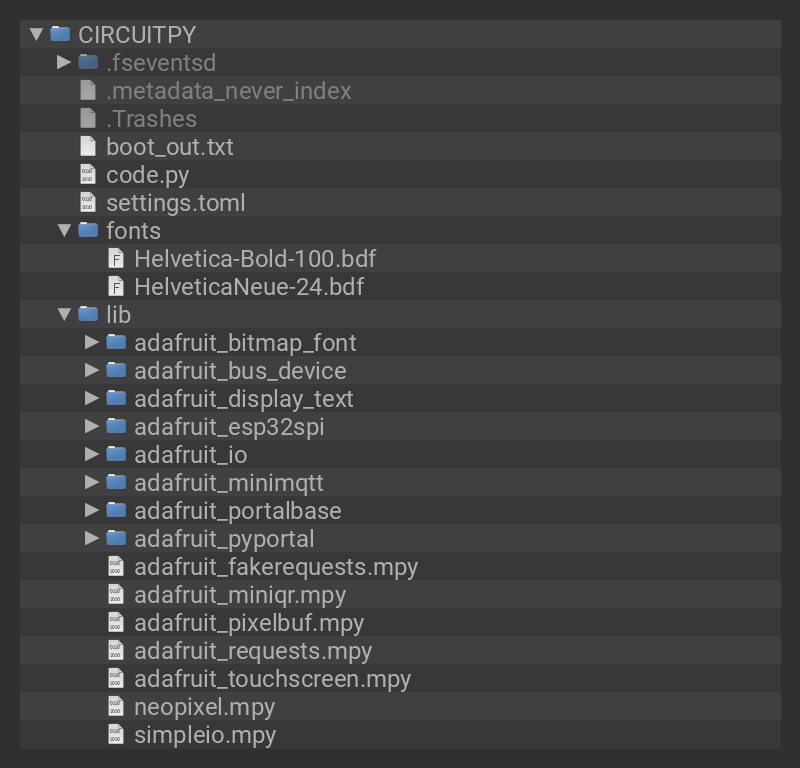 CIRCUITPY
.fseventsd
.metadata_never_index
.Trashes
boot_out.txt
code.py
settings.toml
fonts
Helvetica-Bold-100.bdf
HelveticaNeue-24.bdf
lib
adafruit_bitmap_font
adafruit_bus_device
adafruit_display_text
adafruit_esp32spi
adafruit_io
adafruit_minimqtt
adafruit_portalbase
adafruit_pyportal
adafruit_fakerequests.mpy
adafruit_miniqr.mpy
adafruit_pixelbuf.mpy
adafruit_requests.mpy
adafruit_touchscreen.mpy
neopixel.mpy
simpleio.mpy